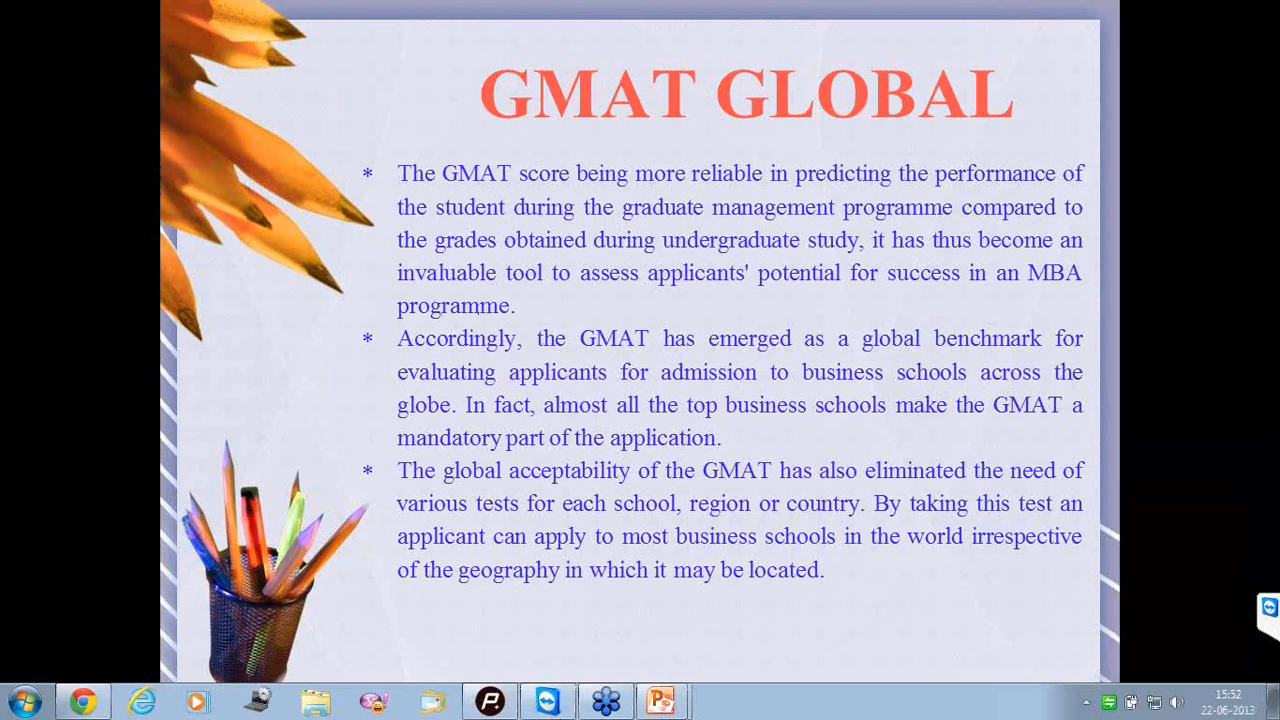 GMAT GLOBAL
* The GMAT score being more reliable in predicting the performance of
the student during the graduate management programme compared to
the grades obtained during undergraduate study, it has thus become an
invaluable tool to assess applicants' potential for success in an MBA
programme.
* Accordingly, the GMAT has emerged as a global benchmark for
evaluating applicants for admission to business schools across the
globe. In fact, almost all the top business schools make the GMAT a
mandatory part of the application.
* The global acceptability of the GMAT has also eliminated the need of
various tests for each school, region or country. By taking this test an
applicant can apply to most business schools in the world irrespective
of the geography in which it may be located.
15:52
22-06-2013